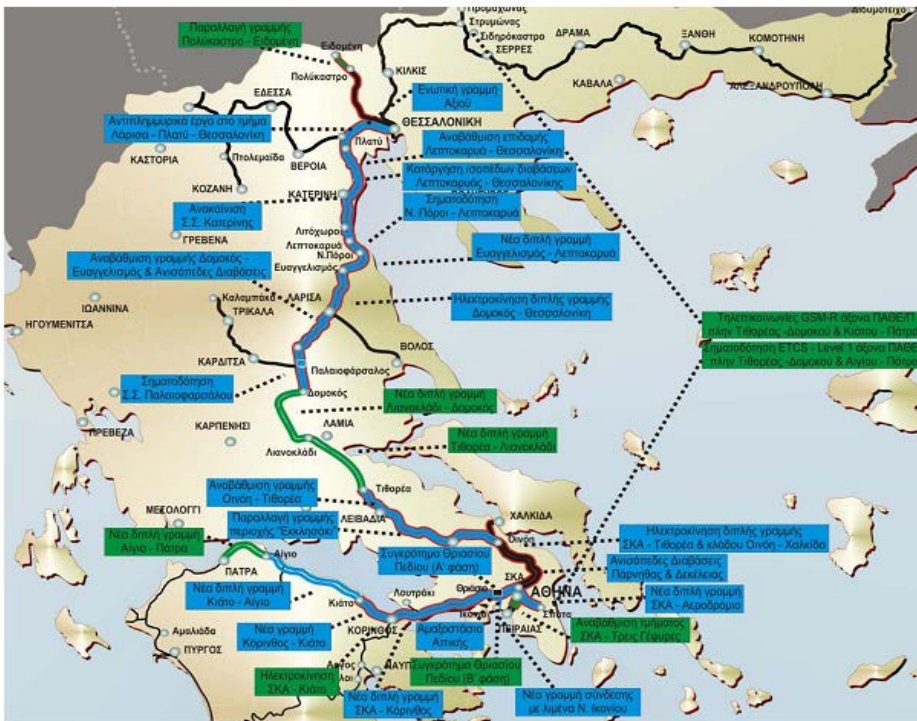 Προμαχώνας
Στρυμώνας
Σιδηρόκαστρο
ΣΕΡΡΕΣ
ΔΡΑΜΑ
ΞΑΝΘΗ
ΚΟΜΟΤΗΝΗ
Διδυμότειχο
ΚΑΒΑΛΑ
ΑΛΕΞΑΝΔΡΟΥΠΟΛΗ
Παραλλαγή γραμμής
Πολύκαστρο - Ειδομένη
Ειδομένη
Πολύκαστρο
ΚΙΛΚΙΣ
Ενωτική γραμμή
Αξιού
ΕΔΕΣΣΑ
ΘΕΣΣΑΛΟΝΙΚΗ
Αντιπλημμυρικά έργα στο τμήμα
Λάρισα - Πλατύ - Θεσσαλονίκη
Πλατύ
Αναβάθμιση επιδομής
Λεπτοκαρυά - Θεσσαλονίκη
ΚΑΣΤΟΡΙΑ
Πτολεμαΐδα
ΒΕΡΟΙΑ
Κατάργηση ισοπέδων διαβάσεων
Λεπτοκαρυάς - Θεσσαλονίκης
ΚΟΖΑΝΗ
ΚΑΤΕΡΙΝΗ
Ανακαίνιση
Σ.Σ. Κατερίνης
Σηματοδότηση
Ν. Πόροι - Λεπτοκαρυά
ΓΡΕΒΕΝΑ
Λιτόχωρο
Λεπτοκαρυά
Ν.Πόροι
Νέα διπλή γραμμή
Ευαγγελισμός - Λεπτοκαρυά
Αναβάθμιση γραμμής Δομοκός -
Ευαγγελισμός & Ανισόπεδες Διαβάσεις
Ευαγγελισμός
ΙΩΑΝΝΙΝΑ
Καλαμπάκα
ΛΑΡΙΣΑ
Ηλεκτροκίνηση διπλής γραμμής
Δομοκός - Θεσσαλονίκη
ΤΡΙΚΑΛΑ
ΗΓΟΥΜΕΝΙΤΣΑ
Τηλεπικοινωνίες GSM-R άξονα ΠΑΘΕ/Π
πλην Τιθορέας -Δομοκού & Κιάτου - Πάτρα
Σηματοδότηση ETCS - Level 1 άξονα ΠΑΘΕ
πλην Τιθορέας -Δομοκού & Αιγίου - Πάτρα
ΒΟΛΟΣ
ΚΑΡΔΙΤΣΑ
Παλαιοφάρσαλος
Σηματοδότηση
Σ.Σ. Παλαιοφαρσάλου
Δομοκός
Νέα διπλή γραμμή
Λιανοκλάδι - Δομοκός
ΠΡΕΒΕΖΑ
ΚΑΡΠΕΝΗΣΙ
ΛΑΜΙΑ
Λιανοκλάδι
Νέα διπλή γραμμή
Τιθορέα - Λιανοκλάδι
Αναβάθμιση γραμμής
Οινόη - Τιθορέα
Τιθορέα
ΜΕΣΟΛΟΓΓΙ
Παραλλαγή γραμμής
περιοχής "Εκκλησάκι"
ΛΕΙΒΑΔΙΑ
ΧΑΛΚΙΔΑ
Νέα διπλή γραμμή
Αίγιο - Πάτρα
Οινόη
Ηλεκτροκίνηση διπλής γραμμής
ΣΚΑ - Τιθορέα & κλάδου Οινόη - Χαλκίδα
Αίγιο
ΠΑΤΡΑ
Συγκρότημα Θριασίου
Πεδίου (Α' φάση)
Ανισόπεδες Διαβάσεις
Πάρνηθας & Δεκέλειας
ΣΚΑ
Νέα διπλή γραμμή
Κιάτο - Αίγιο
Λουτράκι
Θριάσιο
ΑΘΗΝΑ
Νέα διπλή γραμμή
ΣΚΑ - Αεροδρόμιο
Κιάτο
Σπάτα
Αμαλιάδα
Νέα γραμμή
Κόρινθος - Κιάτο
ΚΟΡΙΝΘΟΣ
Αμαξοστάσιο
Αττικής
ΠΕΙΡΑΙΑΣ
Αναβάθμιση τμήματος
ΣΚΑ - Τρεις Γέφυρες
ΠΥΡΓΟΣ
Ηλεκτροκίνηση
ΣΚΑ - Κιάτο
Συγκρότημα Θριασίου
Πεδίου (Β' φάση)
Νέα διπλή γραμμή
ΣΚΑ - Κόρινθος
Νέα γραμμή σύνδεσης
με λιμένα Ν. Ικονίου